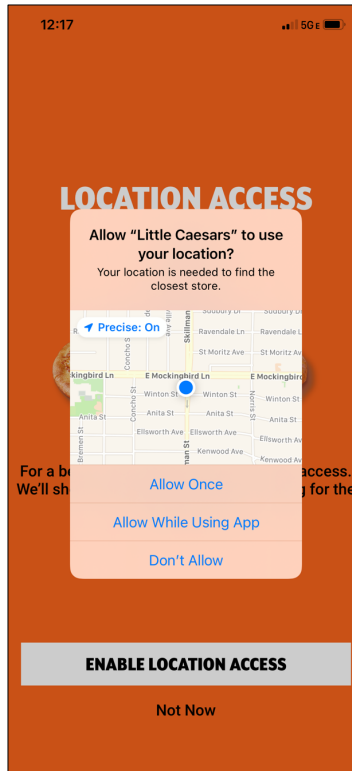 12:17
5G E
LOCATION ACCESS
Allow “Little Caesars” to use
your location?
Your location is needed to find the
closest store.
Precise: On
Skillman
Ravendale Ln
Ravendale L
Concho S
St Moritz Ave
St Moritz Av
kingbird Ln
E Mockingbird Ln
E Mockingbird
Winton St
Winton St
Winton St
Concho St
Norris St
Anita St
Anita St
Anita St
Anita St
Bremen St
Ellsworth Ave
Ellsworth Ave
Ellsworth Av
man St
Kenwood Ave
Kenwood Av
For a be
access.
We’ll sh
g for the
Allow Once
Allow While Using App
Don’t Allow
ENABLE LOCATION ACCESS
Not Now